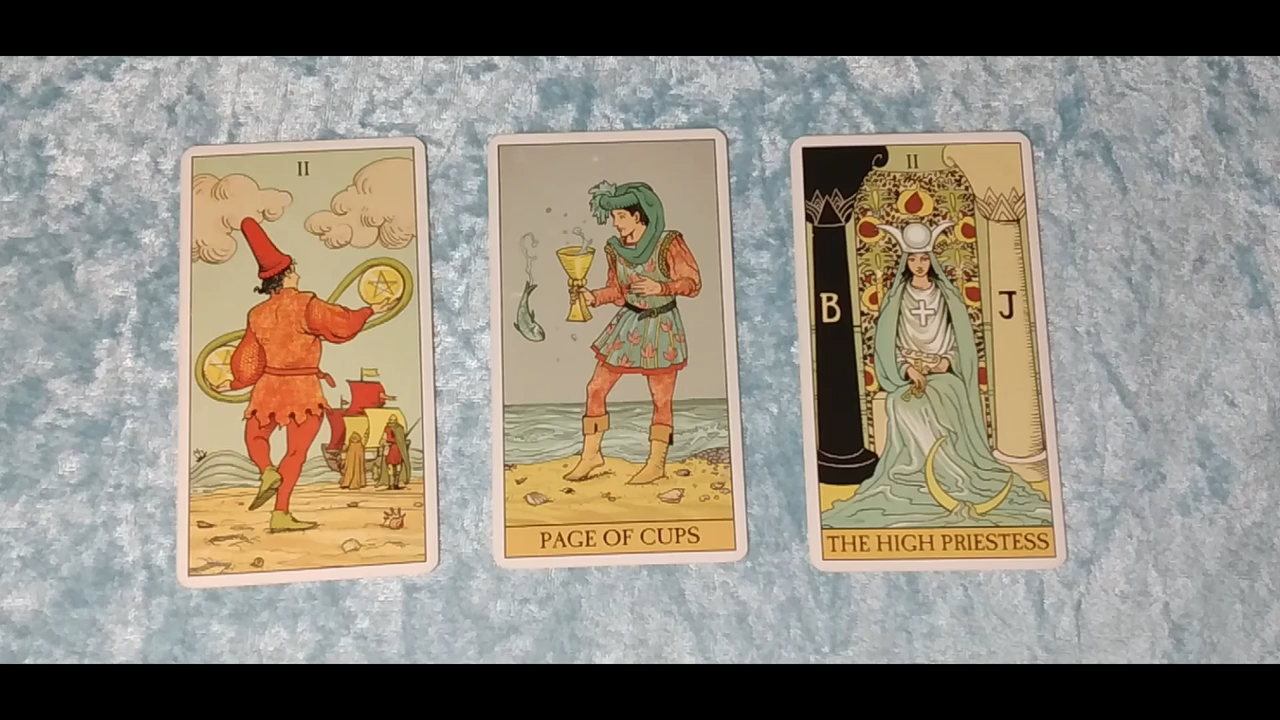 II
PAGE OF CUPS
II
B J
THE HIGH PRIESTESS